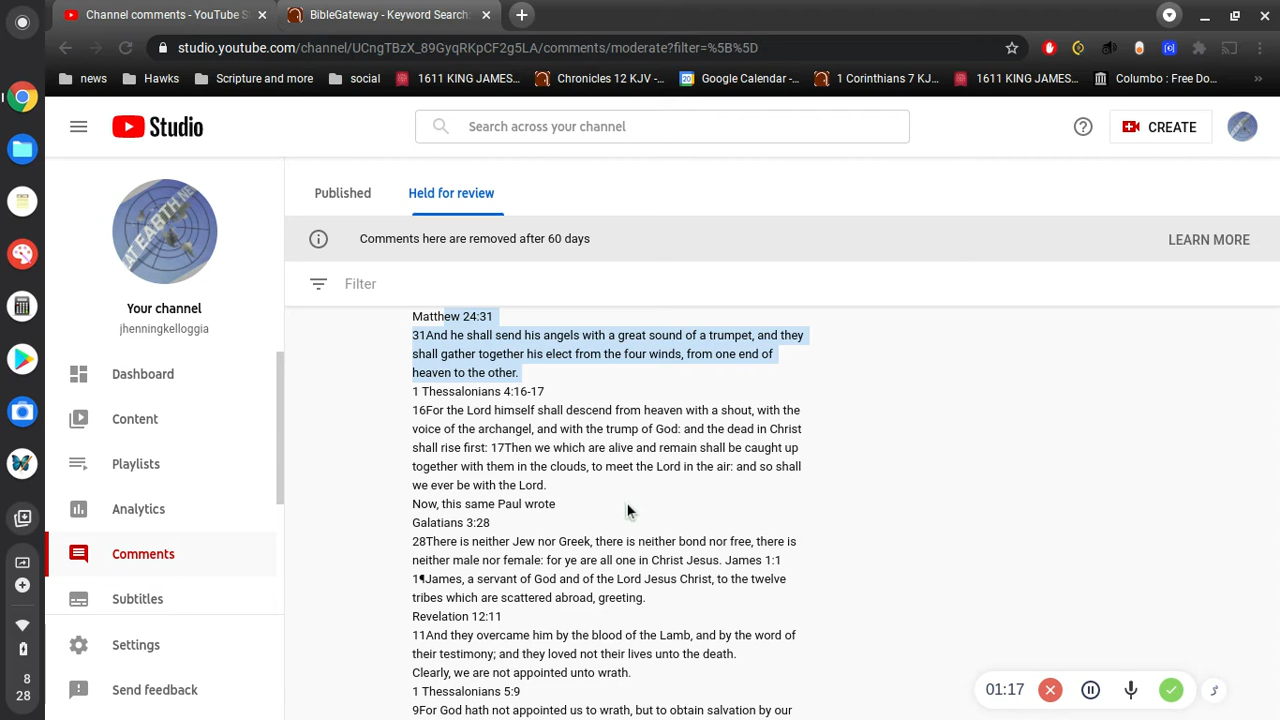 Channel comments - YouTube S
BibleGateway - Keyword Search:
studio.youtube.com/channel/UCngTBzX_89GyqRKpCF2g5LA/comments/moderate?filter=%5B%5D
news
Hawks
Scripture and more
social
1611 KING JAMES...
Chronicles 12 KJV -...
Google Calendar -...
1 Corinthians 7 KJ...
1611 KING JAMES...
Columbo : Free Do...
Studio
Search across your channel
CREATE
Your channel
jhenningkelloggia
Dashboard
Content
Playlists
Analytics
Comments
Subtitles
Settings
Send feedback
Published
Held for review
Comments here are removed after 60 days
LEARN MORE
Filter
Matthew 24:31
31And he shall send his angels with a great sound of a trumpet, and they
shall gather together his elect from the four winds, from one end of
heaven to the other.
1 Thessalonians 4:16-17
16For the Lord himself shall descend from heaven with a shout, with the
voice of the archangel, and with the trump of God: and the dead in Christ
shall rise first: 17Then we which are alive and remain shall be caught up
together with them in the clouds, to meet the Lord in the air: and so shall
we ever be with the Lord.
Now, this same Paul wrote
Galatians 3:28
28There is neither Jew nor Greek, there is neither bond nor free, there is
neither male nor female: for ye are all one in Christ Jesus. James 1:1
1¶James, a servant of God and of the Lord Jesus Christ, to the twelve
tribes which are scattered abroad, greeting.
Revelation 12:11
11And they overcame him by the blood of the Lamb, and by the word of
their testimony; and they loved not their lives unto the death.
Clearly, we are not appointed unto wrath.
1 Thessalonians 5:9
9For God hath not appointed us to wrath, but to obtain salvation by our
01:17
8
28